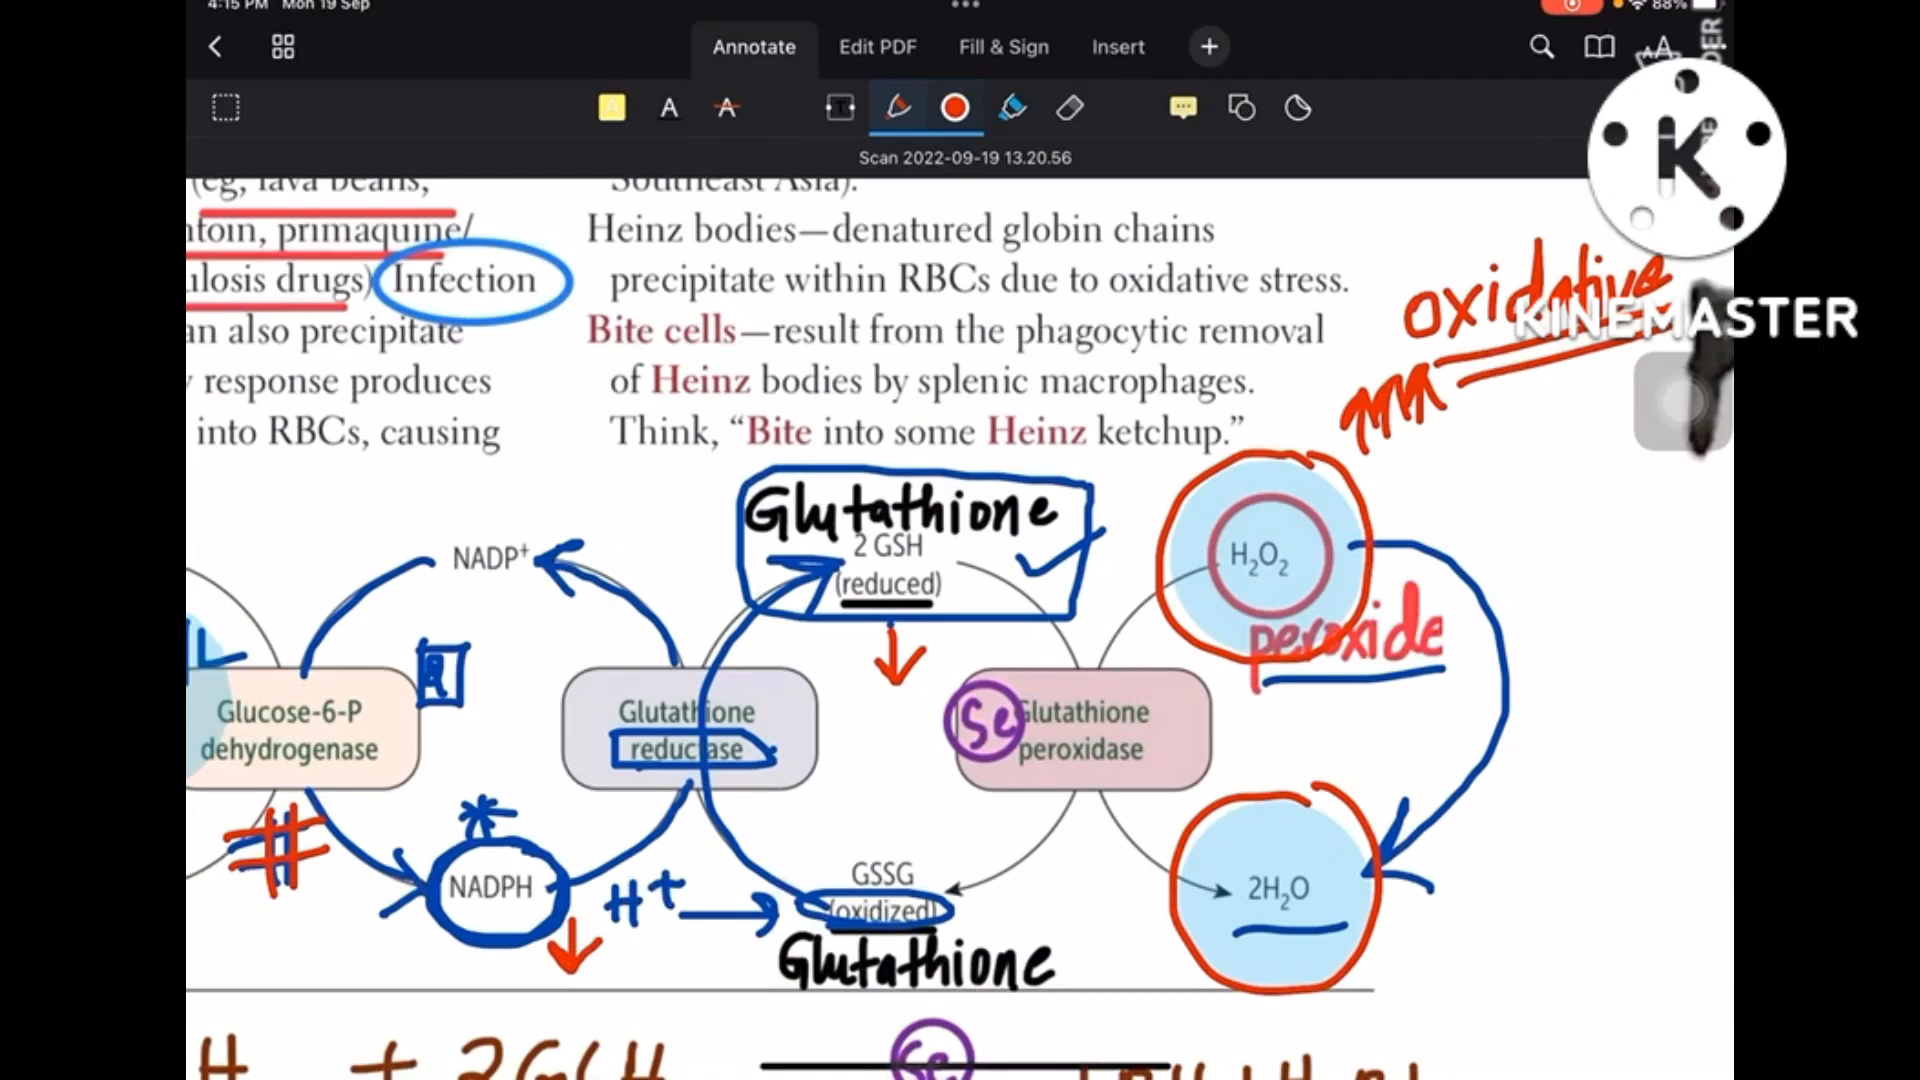 4:15 PM Mon 19 Sep
88%
Annotate
Edit PDF
Fill & Sign
Insert
Scan 2022-09-19 13.20.56
(eg, fava beans,
Southeast Asia).
primaquine/
Heinz bodies—denatured globin chains
drugs) Infection
precipitate within RBCs due to oxidative stress.
also precipitate
Bite cells—result from the phagocytic removal
response produces
of Heinz bodies by splenic macrophages.
into RBCs, causing
Think, “Bite into some Heinz ketchup.”
oxidative
KINEMASTER
Glutathione
NADP+
2 GSH
(reduced)
H2O2
peroxide
Glucose-6-P
dehydrogenase
Glutathione
reductase
Se
Glutathione
peroxidase
NADPH
H+
GSSG
(oxidized)
Glutathione
2H2O
H + 2GSH
Se